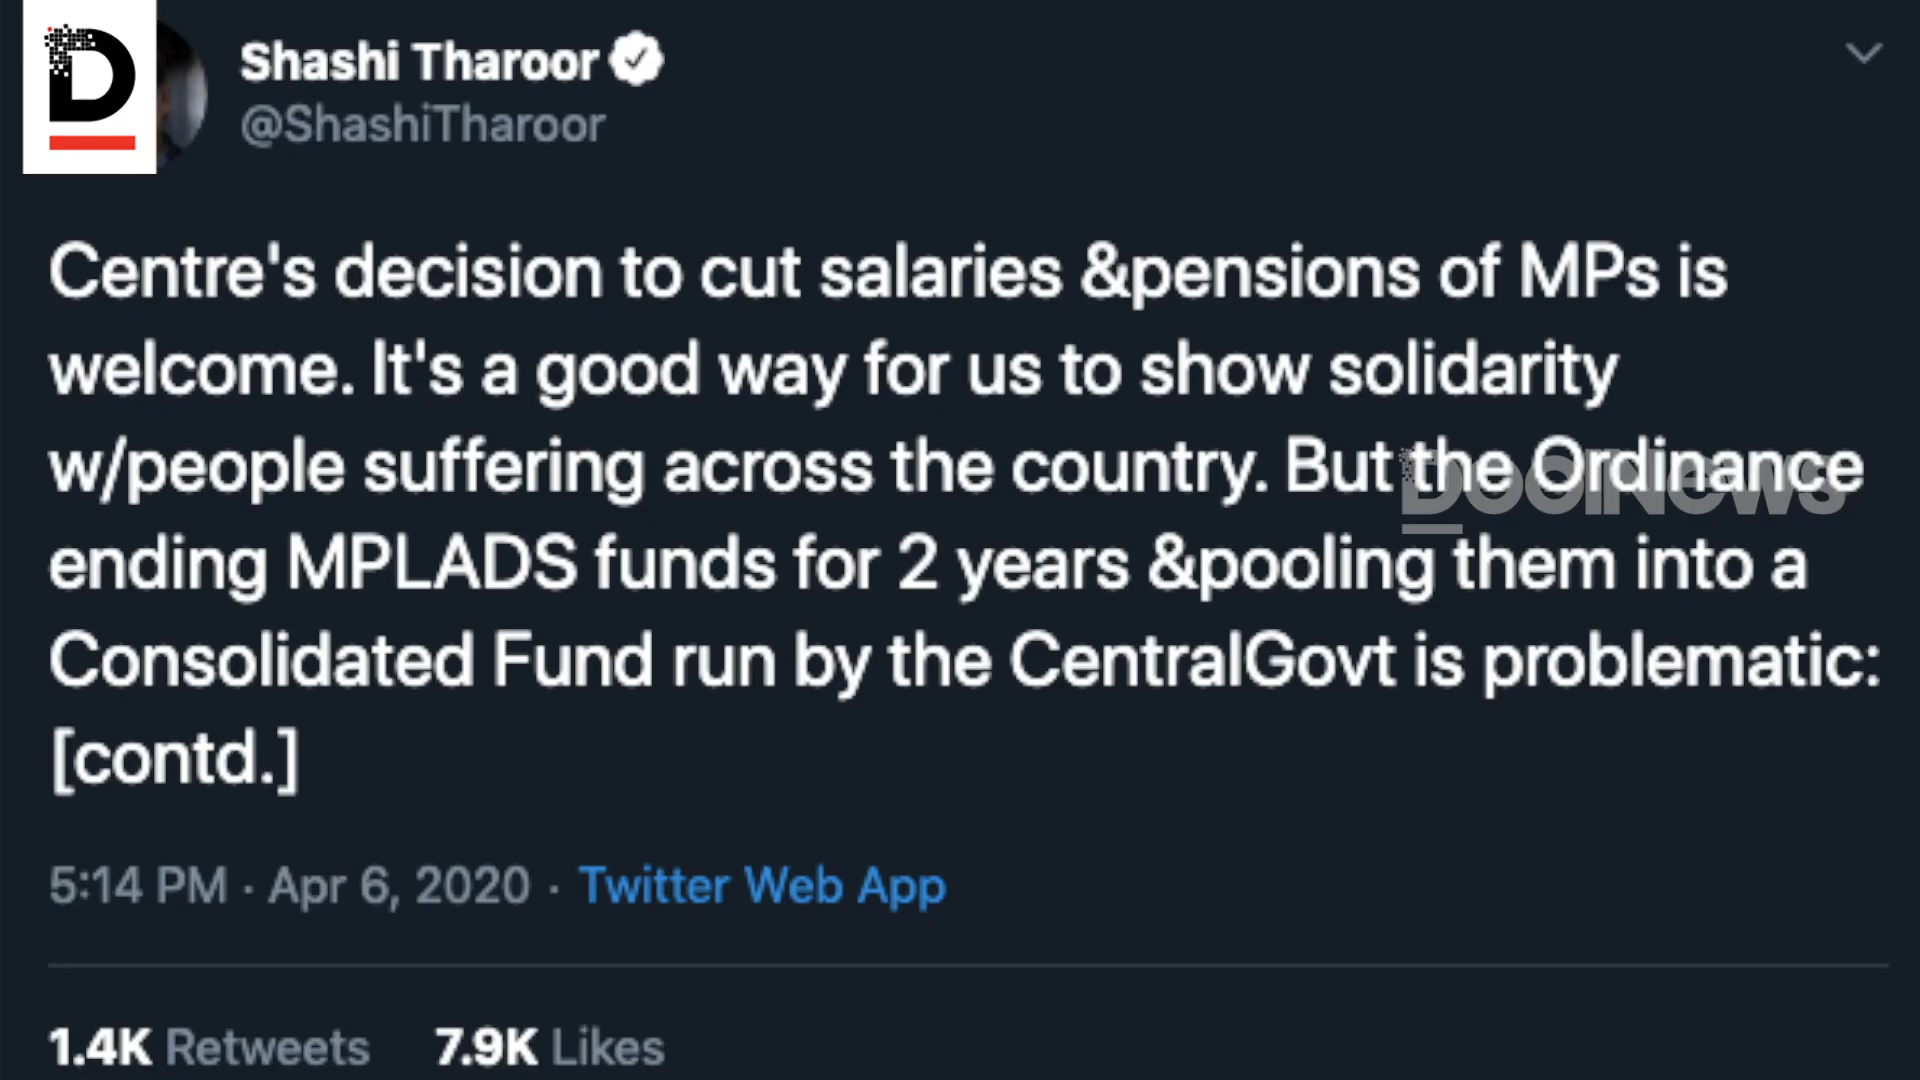 D
Shashi Tharoor
@ShashiTharoor
Centre's decision to cut salaries &pensions of MPs is
welcome. It's a good way for us to show solidarity
w/people suffering across the country. But the Ordinance
DoolNews
ending MPLADS funds for 2 years &pooling them into a
Consolidated Fund run by the CentralGovt is problematic:
[contd.]
5:14 PM · Apr 6, 2020 · Twitter Web App
1.4K Retweets 7.9K Likes